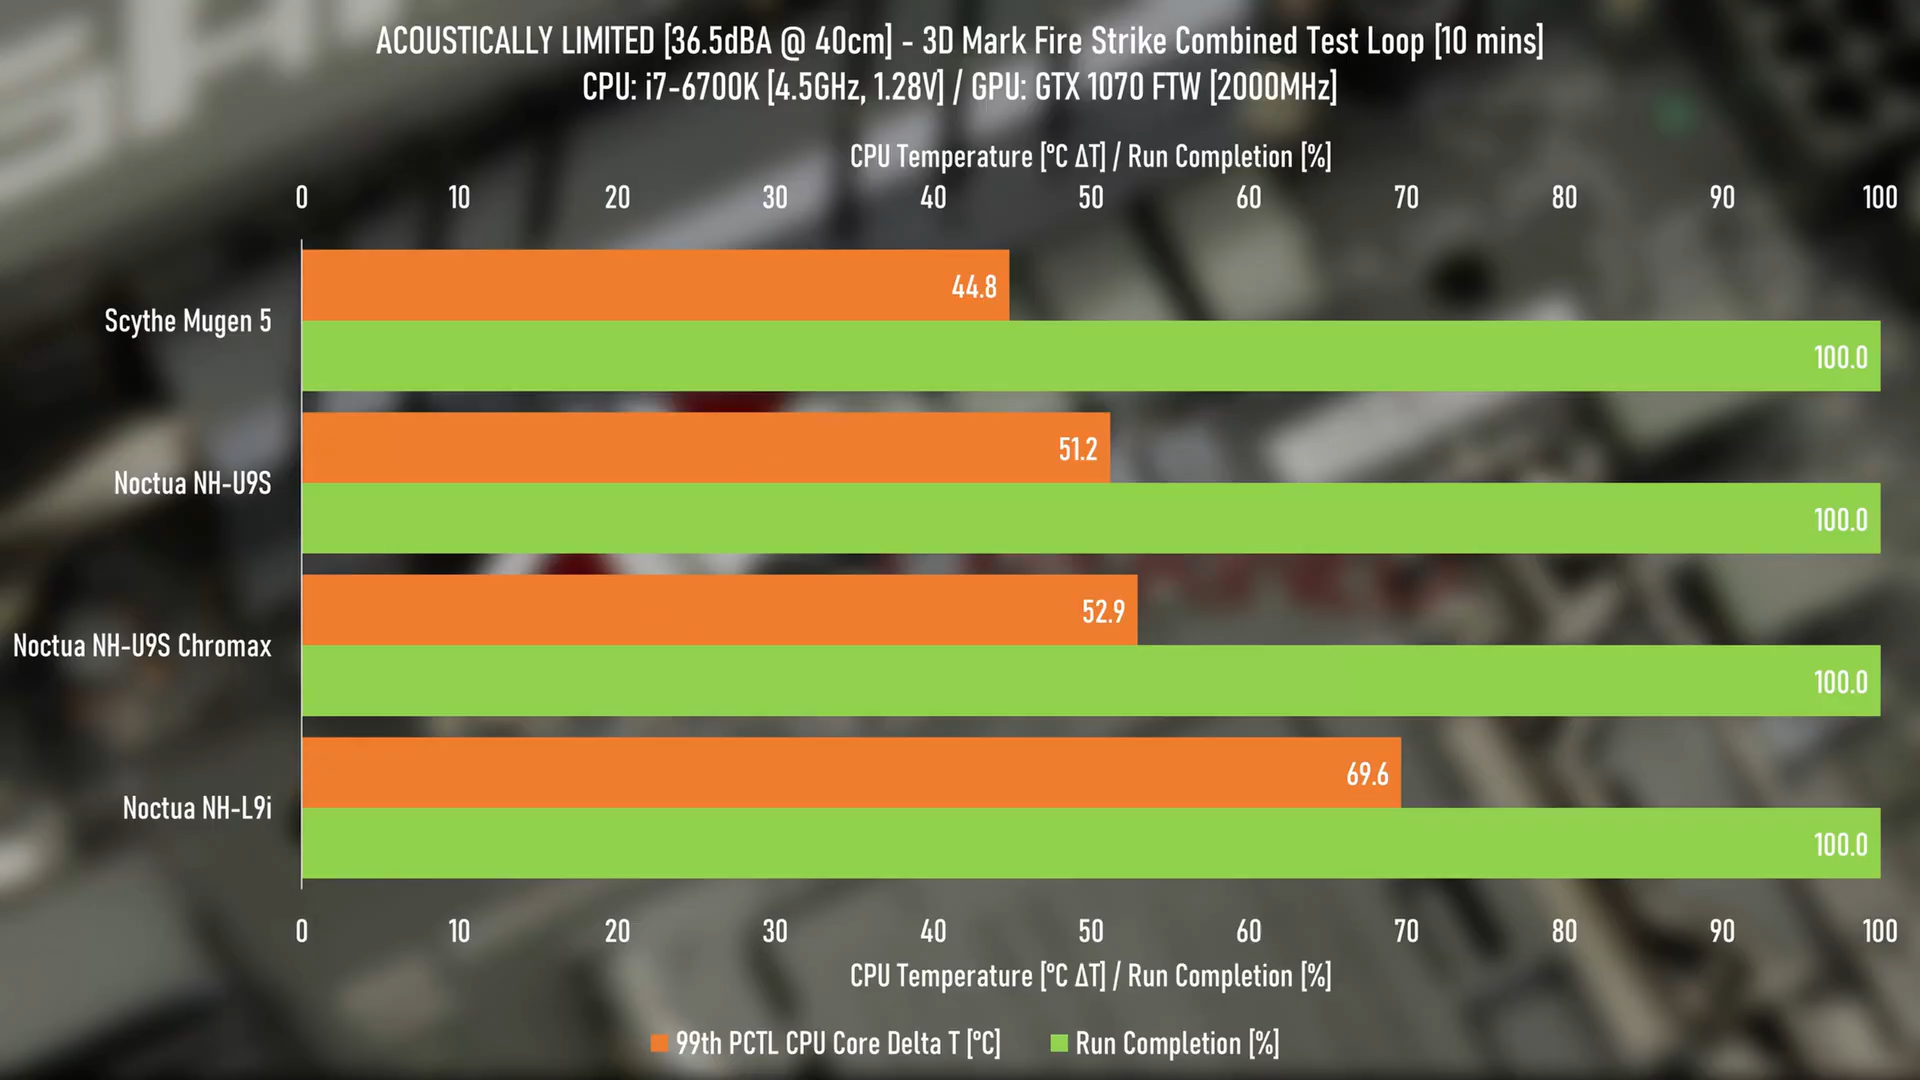 ACOUSTICALLY LIMITED [36.5dBA @ 40cm] - 3D Mark Fire Strike Combined Test Loop [10 mins]
CPU: i7-6700K [4.5GHz, 1.28V] / GPU: GTX 1070 FTW [2000MHz]
CPU Temperature [°C ΔT] / Run Completion [%]
0 10 20 30 40 50 60 70 80 90 100
44.8
Scythe Mugen 5
100.0
51.2
Noctua NH-U9S
100.0
52.9
Noctua NH-U9S Chromax
100.0
69.6
Noctua NH-L9i
100.0
0 10 20 30 40 50 60 70 80 90 100
CPU Temperature [°C ΔT] / Run Completion [%]
99th PCTL CPU Core Delta T [°C] Run Completion [%]